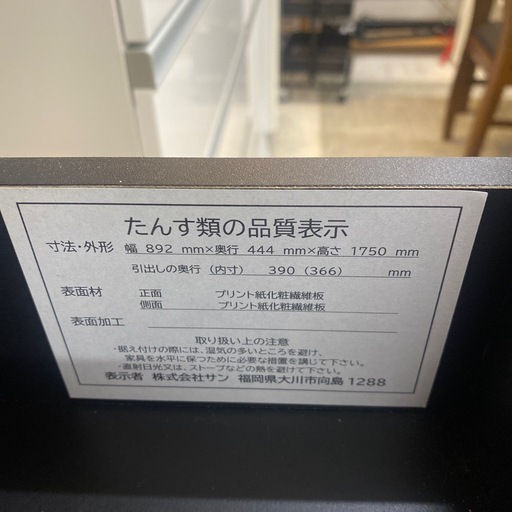 たんす類の品質表示
寸法・外形 幅 892 mm×奥行 444 mm×高さ 1750 mm
引出しの奥行（内寸） 390（366） mm
表面材 正面 プリント紙化粧繊維板
側面 プリント紙化粧繊維板
表面加工
取り扱い上の注意
・据え付けの際には、湿気の多いところを避け、
家具を水平に保つために必要な措置を講じて下さい。
・直射日光又は、ストーブなどの熱を避けて下さい。
表示者 株式会社サン 福岡県大川市向島1288